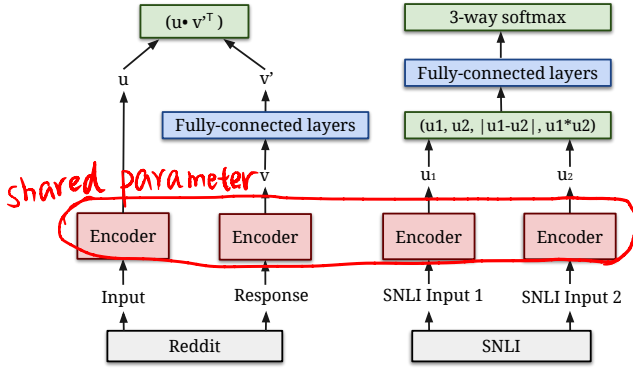 (u• v'ᵀ)
3-way softmax
u
v'
Fully-connected layers
Fully-connected layers
(u1, u2, |u1-u2|, u1*u2)
shared parameter
v
u₁
u₂
Encoder
Encoder
Encoder
Encoder
Input
Response
SNLI Input 1
SNLI Input 2
Reddit
SNLI